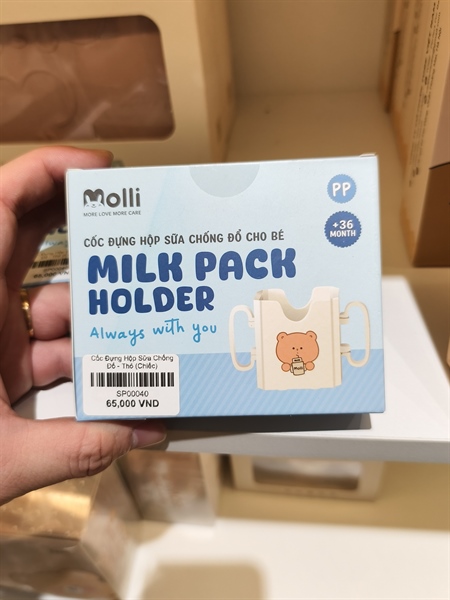 Molli
MORE LOVE MORE CARE
PP
+36
MONTH
CỐC ĐỰNG HỘP SỮA CHỐNG ĐỔ CHO BÉ
MILK PACK
HOLDER
Always with you
Cốc Đựng Hộp Sữa Chống
Đổ - Thỏ (Chiếc)
SP00040
65,000 VND
Molli